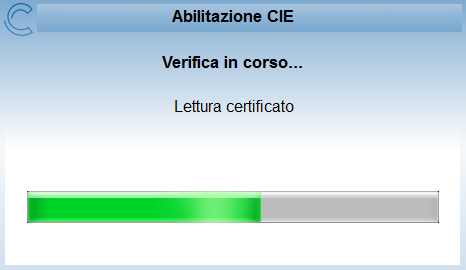 Abilitazione CIE
Verifica in corso...
Lettura certificato